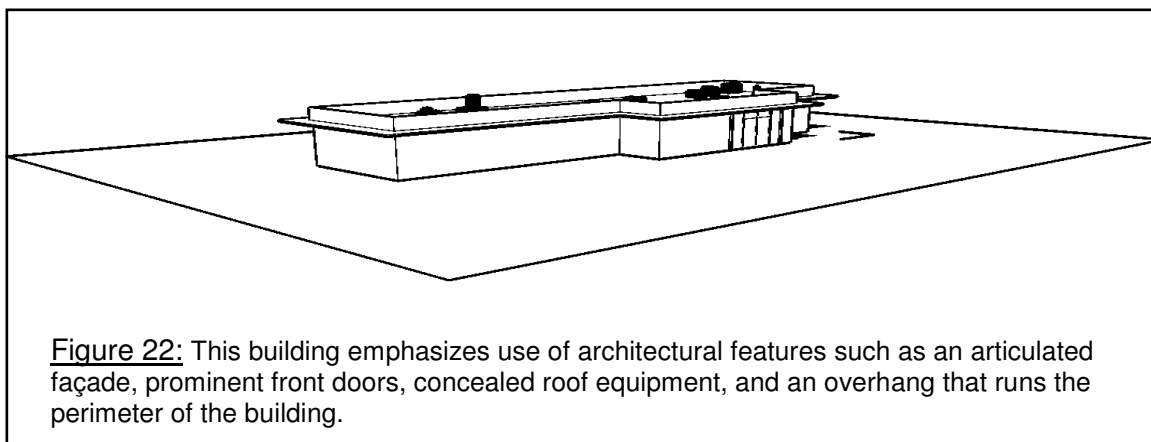 Figure 22: This building emphasizes use of architectural features such as an articulated
façade, prominent front doors, concealed roof equipment, and an overhang that runs the
perimeter of the building.